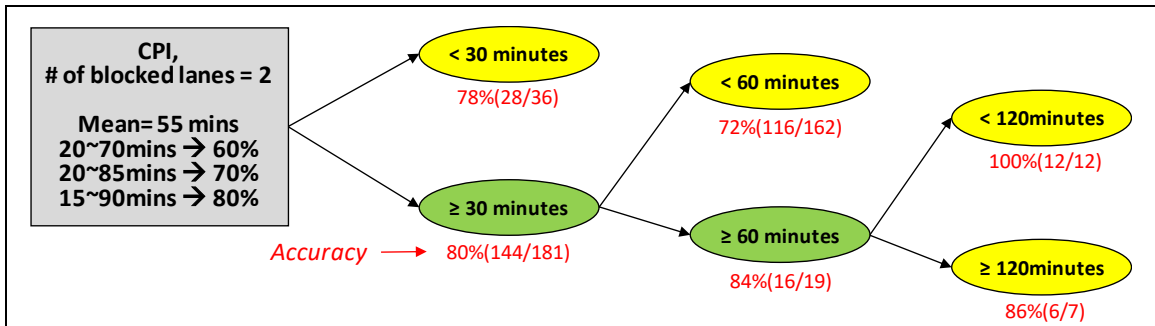 CPI,
# of blocked lanes = 2
Mean= 55 mins
20~70mins → 60%
20~85mins → 70%
15~90mins → 80%
< 30 minutes
78%(28/36)
≥ 30 minutes
Accuracy
80%(144/181)
< 60 minutes
72%(116/162)
≥ 60 minutes
84%(16/19)
< 120minutes
100%(12/12)
≥ 120minutes
86%(6/7)